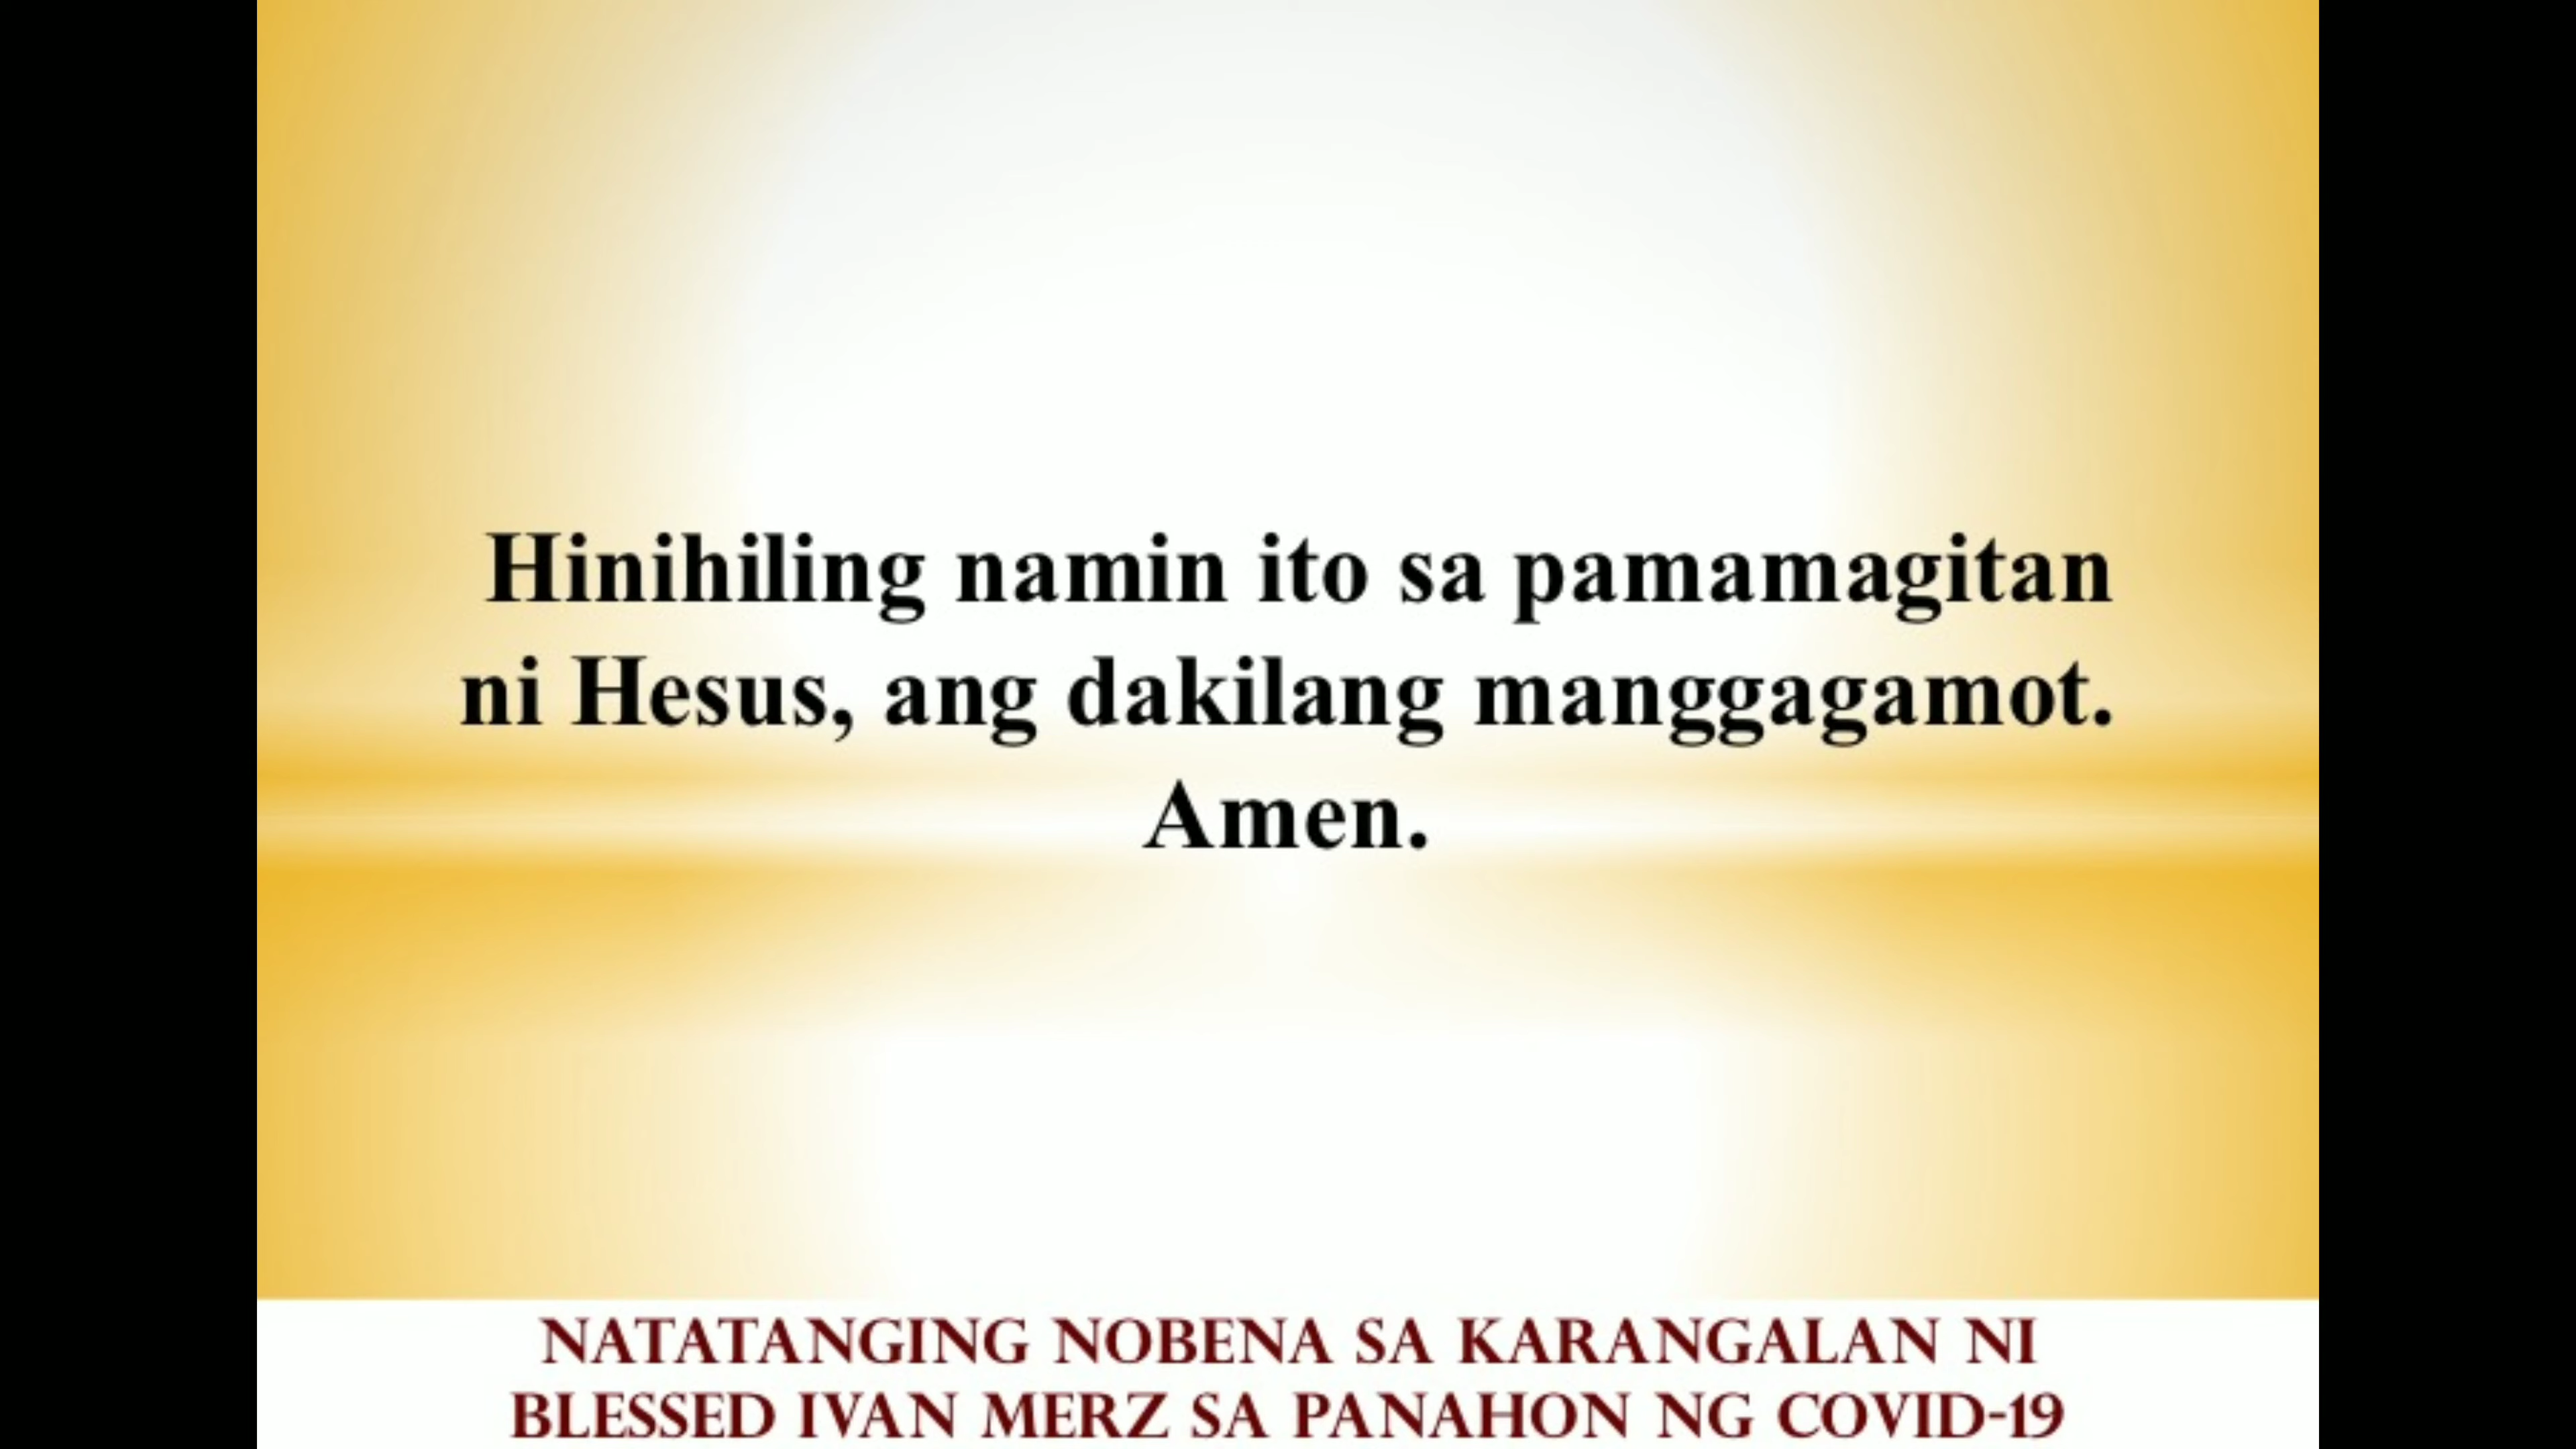 Hinihiling namin ito sa pamamagitan
ni Hesus, ang dakilang manggagamot.
Amen.
NATATANGING NOBENA SA KARANGALAN NI
BLESSED IVAN MERZ SA PANAHON NG COVID-19